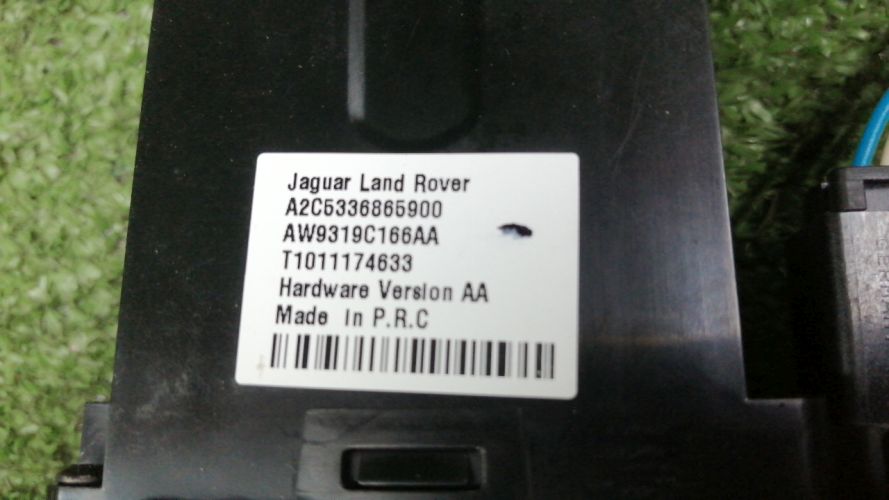 Jaguar Land Rover
A2C5336865900
AW9319C166AA
T1011174633
Hardware Version AA
Made in P.R.C